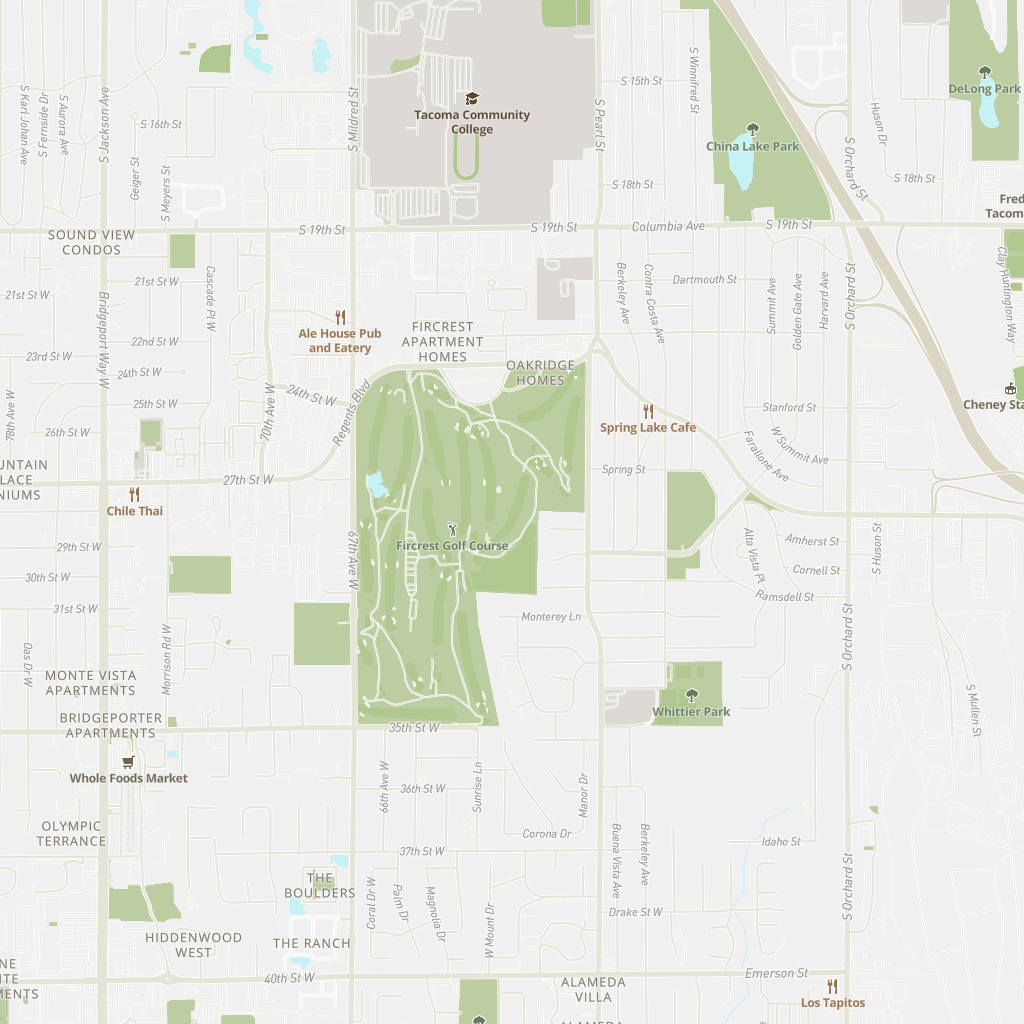 S Karl Johan Ave
S Fernside Dr
S Aurora Ave
S Jackson Ave
S 16th St
Geiger St
S Meyers St
S Mildred St
Tacoma Community
College
S Pearl St
S 15th St
S Winnifred St
S 18th St
China Lake Park
Huson Dr
DeLong Park
S Orchard St
S 18th St
Fred
Tacom
SOUND VIEW
CONDOS
S 19th St
S 19th St
Columbia Ave
S 19th St
21st St W
21st St W
Cascade Pl W
Bridgeport Way W
Berkeley Ave
Contra Costa Ave
Dartmouth St
Summit Ave
Golden Gate Ave
Harvard Ave
S Orchard St
Clay Huntington Way
Ale House Pub
and Eatery
FIRCREST
APARTMENT
HOMES
22nd St W
23rd St W
24th St W
24th St W
OAKRIDGE
HOMES
78th Ave W
25th St W
26th St W
70th Ave W
Regents Blvd
Spring Lake Cafe
Stanford St
W Summit Ave
Farallone Ave
Cheney Sta
UNTAIN
LACE
NIUMS
27th St W
Spring St
Chile Thai
Fircrest Golf Course
67th Ave W
29th St W
30th St W
31st St W
Alta Vista Pl
Amherst St
Cornell St
Ramsdell St
S Huson St
Monterey Ln
Oas Dr W
Morrison Rd W
S Orchard St
MONTE VISTA
APARTMENTS
BRIDGEPORTER
APARTMENTS
Whittier Park
S Mullen St
35th St W
Whole Foods Market
66th Ave W
36th St W
Sunrise Ln
Manor Dr
OLYMPIC
TERRANCE
Corona Dr
37th St W
Buena Vista Ave
Berkeley Ave
Idaho St
S Orchard St
THE
BOULDERS
Coral Dr W
Palm Dr
Magnolia Dr
W Mount Dr
Drake St W
HIDDENWOOD
WEST
THE RANCH
NE
ITE
MENTS
40th St W
ALAMEDA
VILLA
Emerson St
Los Tapitos